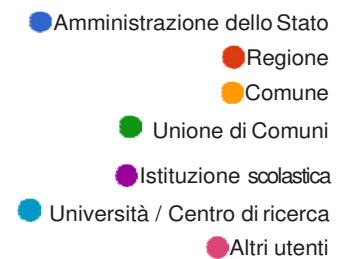 Amministrazione dello Stato
Regione
Comune
Unione di Comuni
Istituzione scolastica
Università / Centro di ricerca
Altri utenti